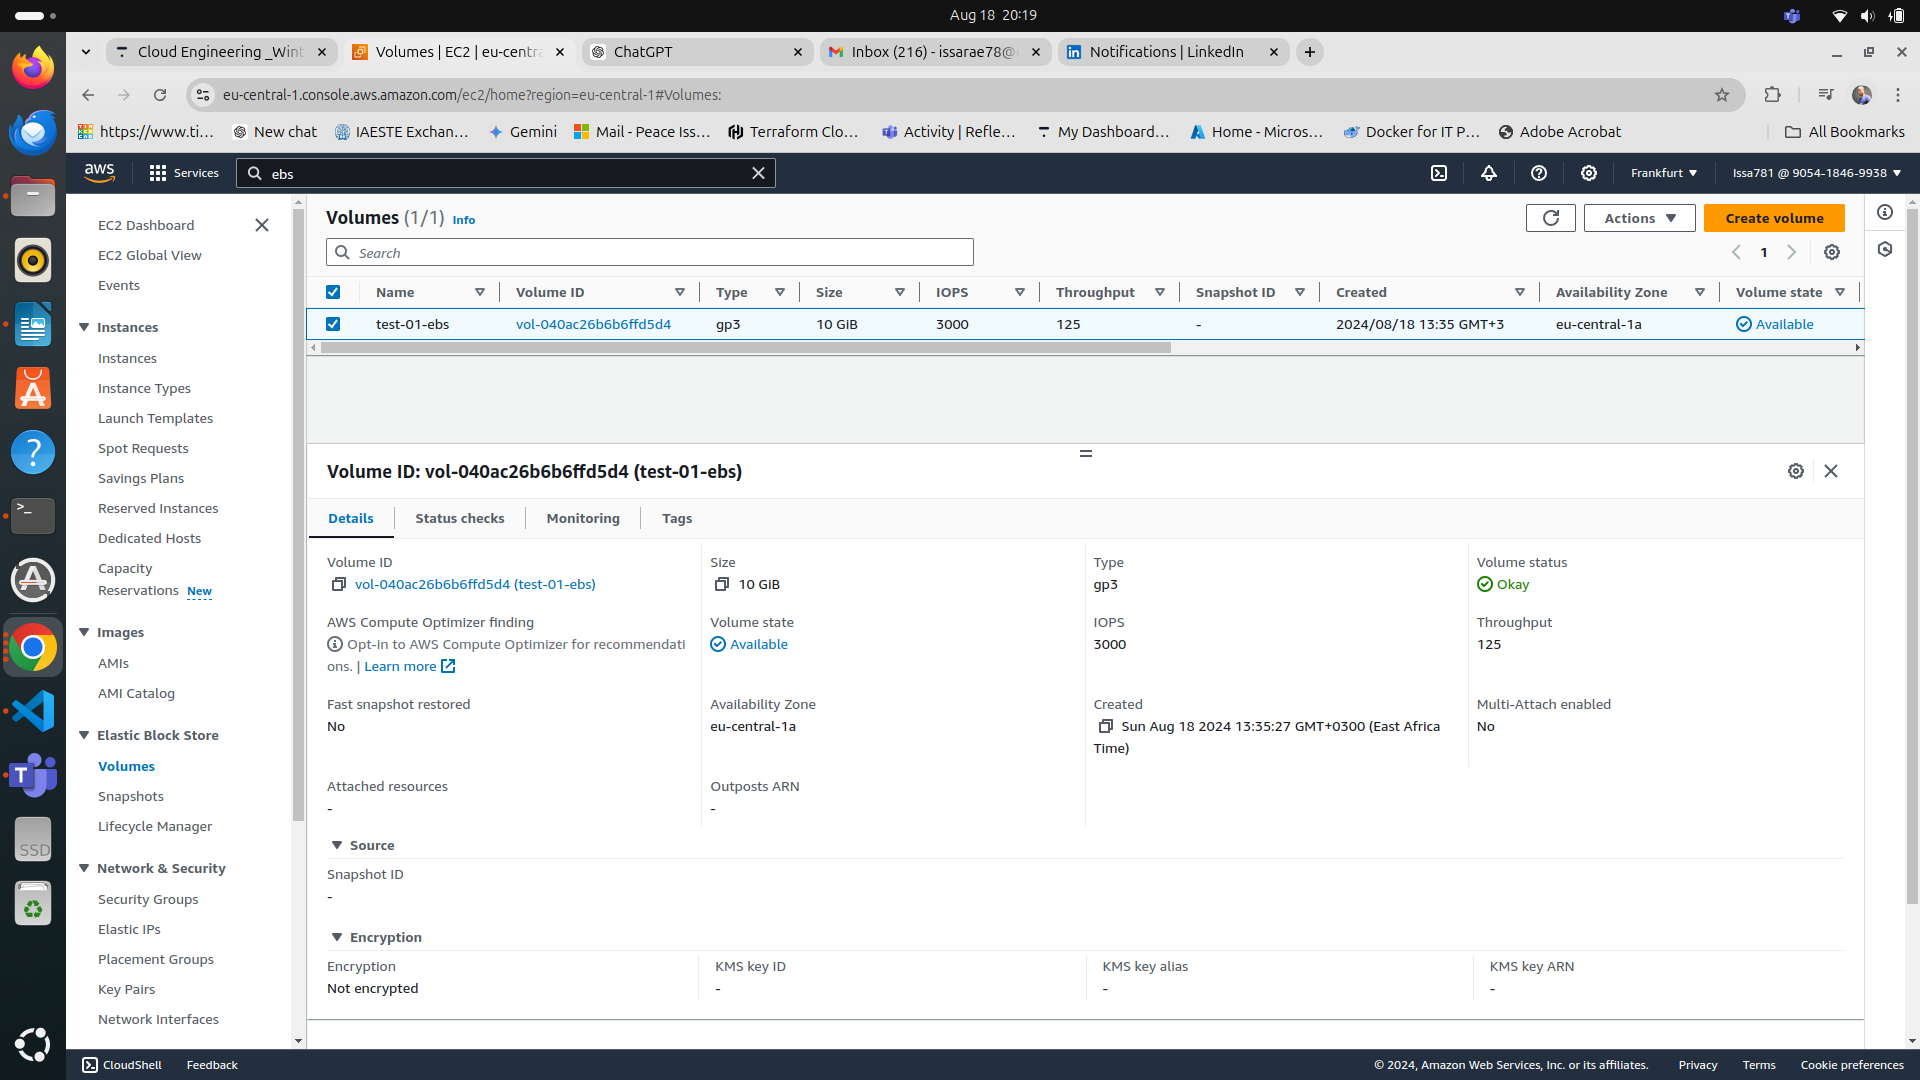 Aug 18  20:19
Cloud Engineering _Wint
Volumes | EC2 | eu-centra
ChatGPT
Inbox (216) - issarae78@
Notifications | LinkedIn
eu-central-1.console.aws.amazon.com/ec2/home?region=eu-central-1#Volumes:
https://www.ti...
New chat
IAESTE Exchan...
Gemini
Mail - Peace Iss...
Terraform Clo...
Activity | Refle...
My Dashboard...
Home - Micros...
Docker for IT P...
Adobe Acrobat
All Bookmarks
aws
Services
ebs
Frankfurt
Issa781 @ 9054-1846-9938
EC2 Dashboard
EC2 Global View
Events
Instances
Instances
Instance Types
Launch Templates
Spot Requests
Savings Plans
Reserved Instances
Dedicated Hosts
Capacity
Reservations New
Images
AMIs
AMI Catalog
Elastic Block Store
Volumes
Snapshots
Lifecycle Manager
Network & Security
Security Groups
Elastic IPs
Placement Groups
Key Pairs
Network Interfaces
Volumes (1/1) Info
Actions
Create volume
Search
1
Name Volume ID Type Size IOPS Throughput Snapshot ID Created Availability Zone Volume state
test-01-ebs vol-040ac26b6b6ffd5d4 gp3 10 GiB 3000 125 - 2024/08/18 13:35 GMT+3 eu-central-1a Available
Volume ID: vol-040ac26b6b6ffd5d4 (test-01-ebs)
Details
Status checks
Monitoring
Tags
Volume ID
vol-040ac26b6b6ffd5d4 (test-01-ebs)
Size
10 GiB
Type
gp3
Volume status
Okay
AWS Compute Optimizer finding
Opt-in to AWS Compute Optimizer for recommendati
ons. | Learn more
Volume state
Available
IOPS
3000
Throughput
125
Fast snapshot restored
No
Availability Zone
eu-central-1a
Created
Sun Aug 18 2024 13:35:27 GMT+0300 (East Africa
Time)
Multi-Attach enabled
No
Attached resources
-
Outposts ARN
-
Source
Snapshot ID
-
Encryption
Encryption
Not encrypted
KMS key ID
-
KMS key alias
-
KMS key ARN
-
SSD
CloudShell
Feedback
© 2024, Amazon Web Services, Inc. or its affiliates.
Privacy
Terms
Cookie preferences